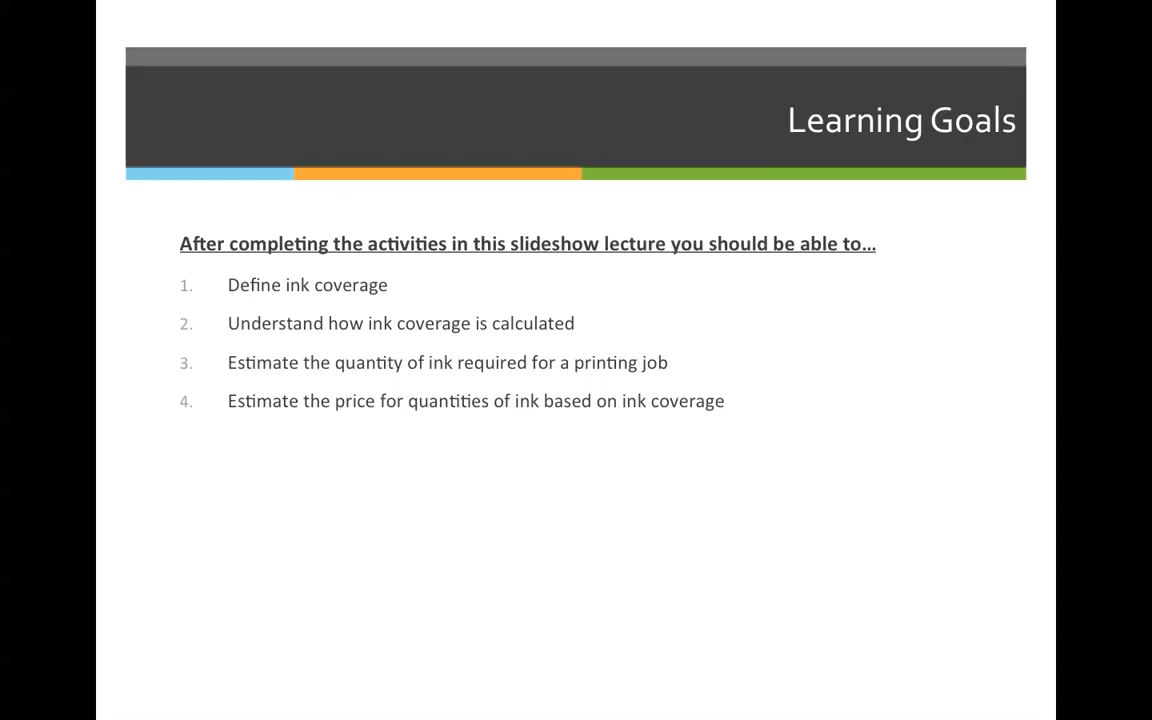 Learning Goals
After completing the activities in this slideshow lecture you should be able to...
1. Define ink coverage
2. Understand how ink coverage is calculated
3. Estimate the quantity of ink required for a printing job
4. Estimate the price for quantities of ink based on ink coverage